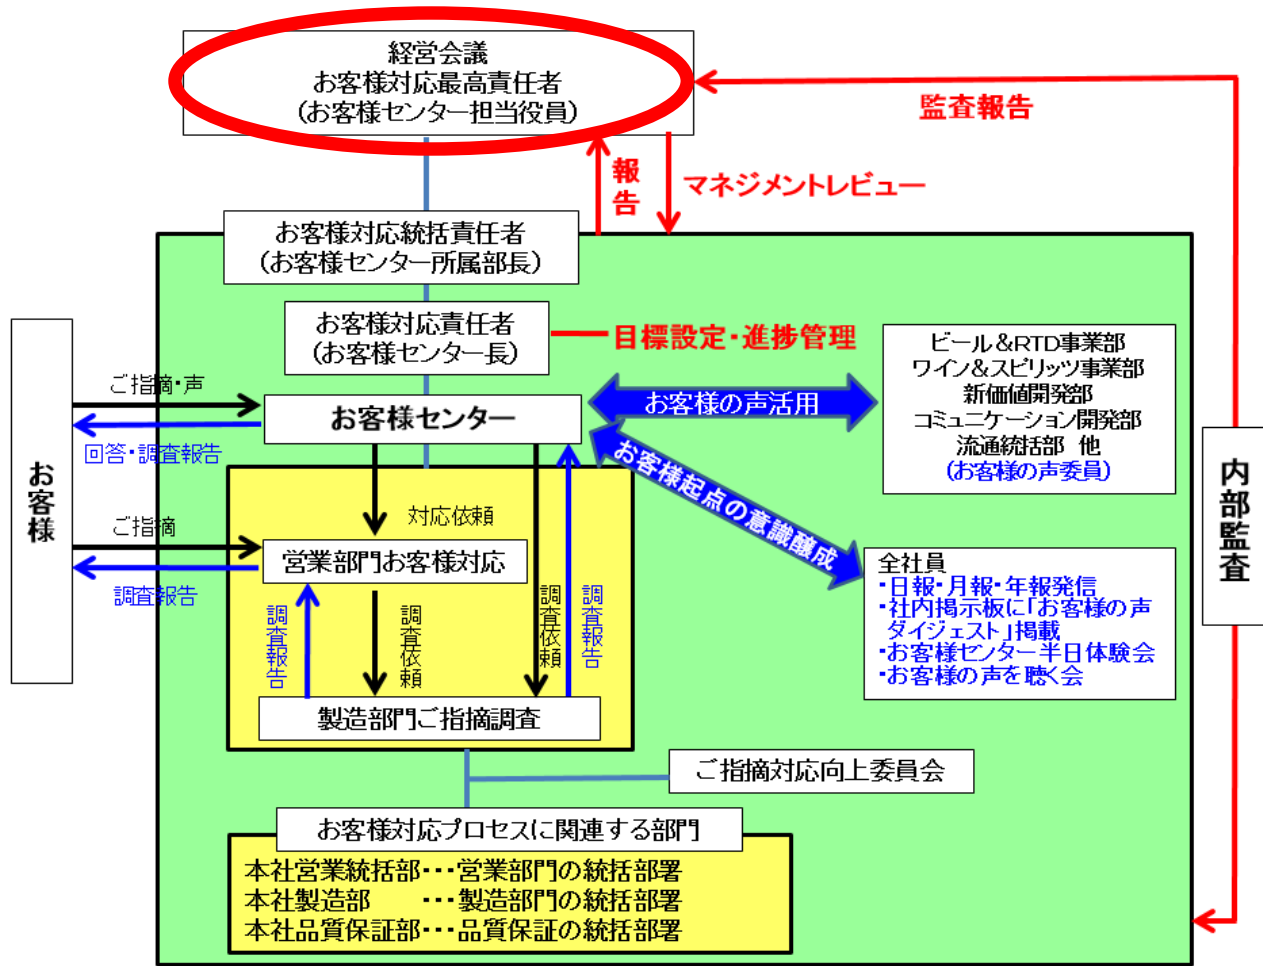 経営会議
お客様対応最高責任者
(お客様センター担当役員)
監査報告
報告
マネジメントレビュー
お客様対応統括責任者
(お客様センター所属部長)
お客様対応責任者
(お客様センター長)
目標設定・進捗管理
ビール＆RTD事業部
ワイン＆スピリッツ事業部
新価値開発部
コミュニケーション開発部
流通統括部 他
(お客様の声委員)
ご指摘・声
お客様センター
お客様の声活用
回答・調査報告
お客様起点の意識醸成
お客様
内部監査
対応依頼
ご指摘
営業部門お客様対応
調査報告
調査報告
調査依頼
調査依頼
調査報告
全社員
・日報・月報・年報発信
・社内掲示板に「お客様の声
ダイジェスト」掲載
・お客様センター半日体験会
・お客様の声を聴く会
製造部門ご指摘調査
ご指摘対応向上委員会
お客様対応プロセスに関連する部門
本社営業統括部・・・営業部門の統括部署
本社製造部 ・・・製造部門の統括部署
本社品質保証部・・・品質保証の統括部署